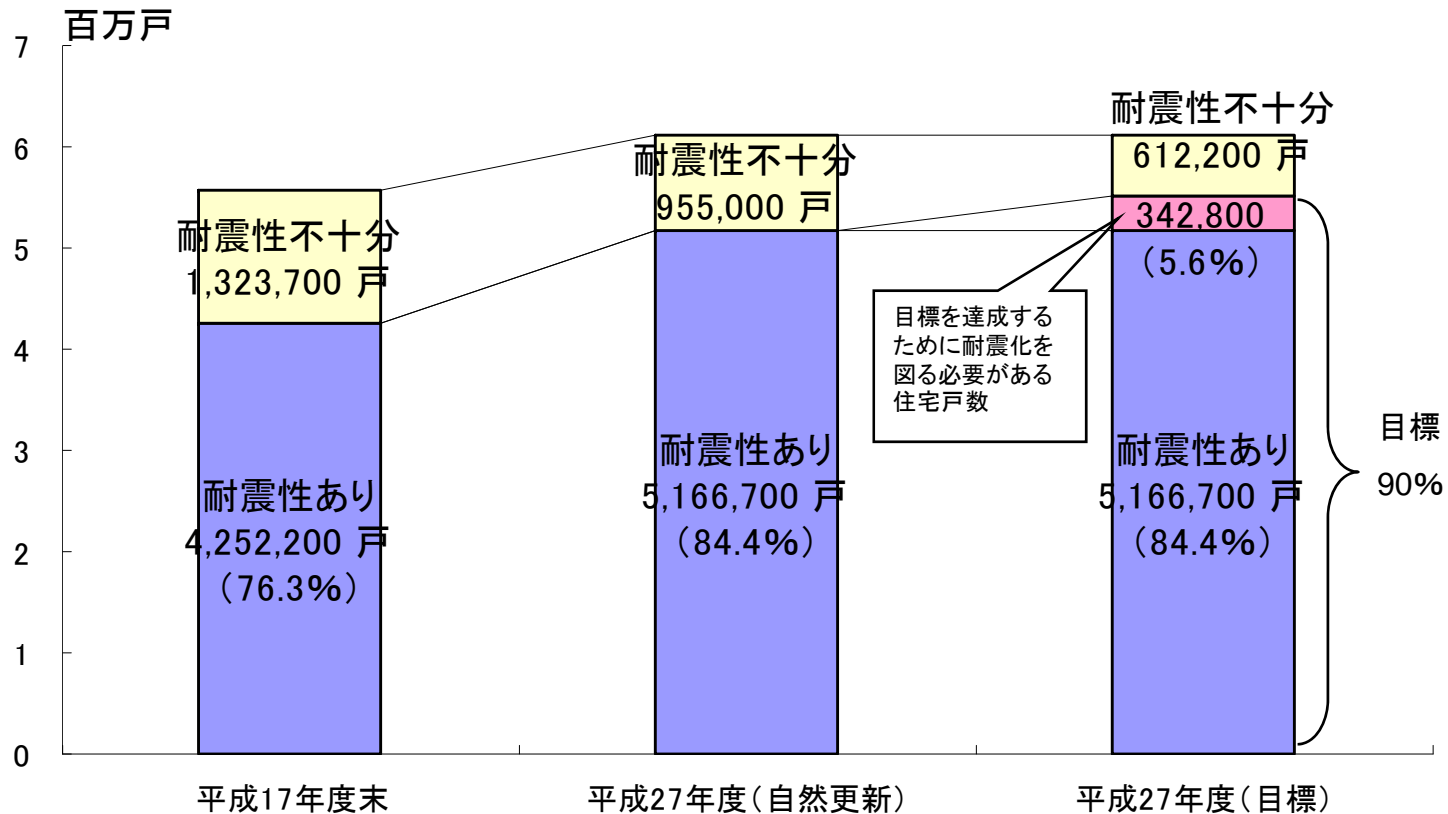 百万戸
7
6
5
4
3
2
1
0
耐震性不十分
1,323,700 戸
耐震性あり
4,252,200 戸
（76.3%）
耐震性不十分
955,000 戸
耐震性あり
5,166,700 戸
（84.4%）
耐震性不十分
612,200 戸
342,800
（5.6%）
目標を達成する
ために耐震化を
図る必要がある
住宅戸数
耐震性あり
5,166,700 戸
（84.4%）
目標
90%
平成17年度末
平成27年度（自然更新）
平成27年度（目標）